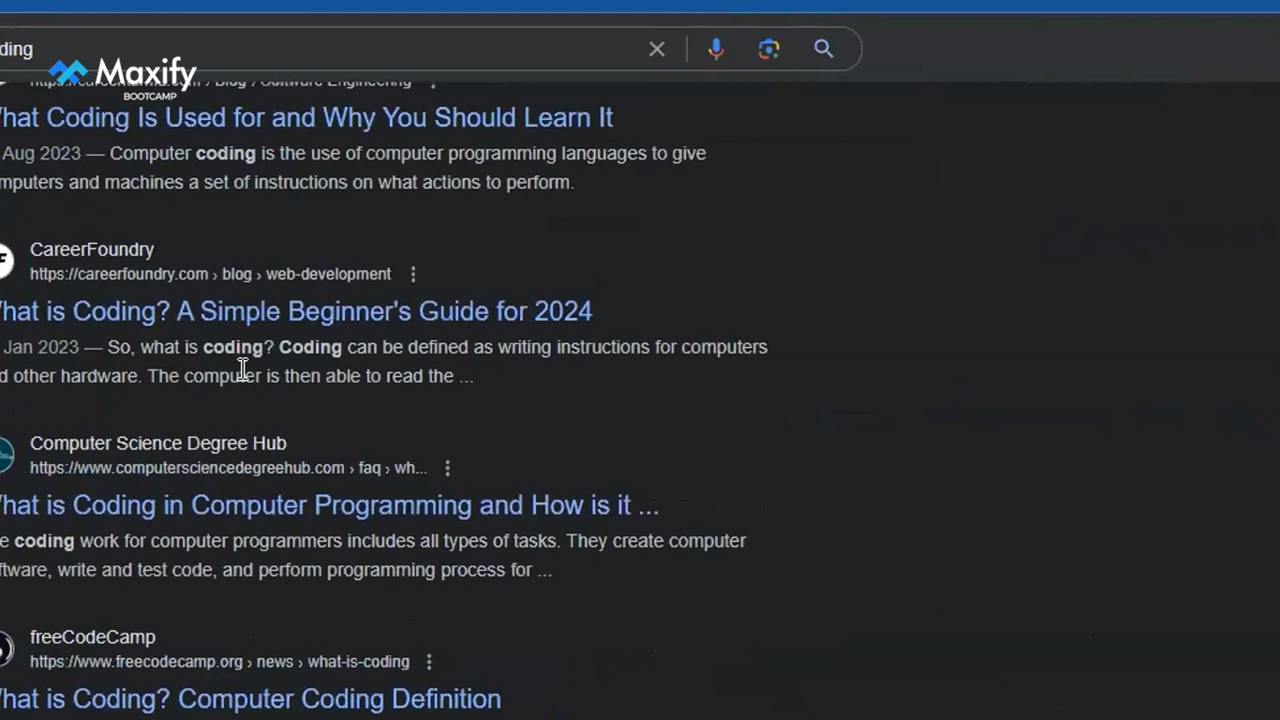 ding
Maxify
BOOTCAMP
hat Coding Is Used for and Why You Should Learn It
Aug 2023 — Computer coding is the use of computer programming languages to give
mputers and machines a set of instructions on what actions to perform.
CareerFoundry
https://careerfoundry.com › blog › web-development
hat is Coding? A Simple Beginner's Guide for 2024
Jan 2023 — So, what is coding? Coding can be defined as writing instructions for computers
d other hardware. The computer is then able to read the ...
Computer Science Degree Hub
https://www.computersciencedegreehub.com › faq › wh...
hat is Coding in Computer Programming and How is it ...
e coding work for computer programmers includes all types of tasks. They create computer
ftware, write and test code, and perform programming process for ...
freeCodeCamp
https://www.freecodecamp.org › news › what-is-coding
hat is Coding? Computer Coding Definition